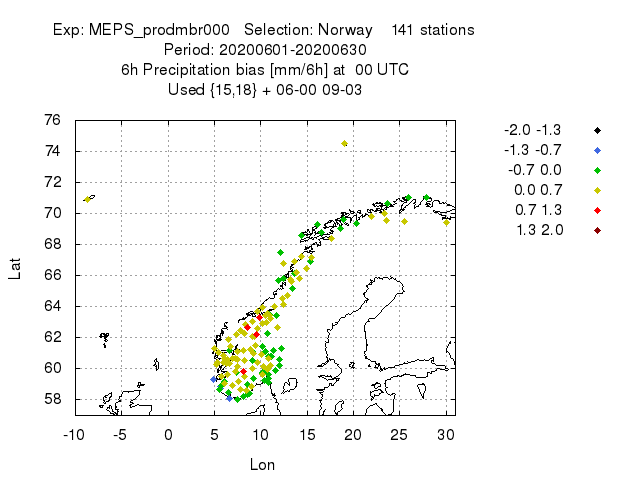 Exp: MEPS_prodmbr000   Selection: Norway    141 stations
Period: 20200601-20200630
6h Precipitation bias [mm/6h] at  00 UTC
Used {15,18} + 06-00 09-03
76
74
72
70
68
66
64
62
60
58
Lat
-10 -5 0 5 10 15 20 25 30
Lon
-2.0 -1.3
-1.3 -0.7
-0.7 0.0
0.0 0.7
0.7 1.3
1.3 2.0